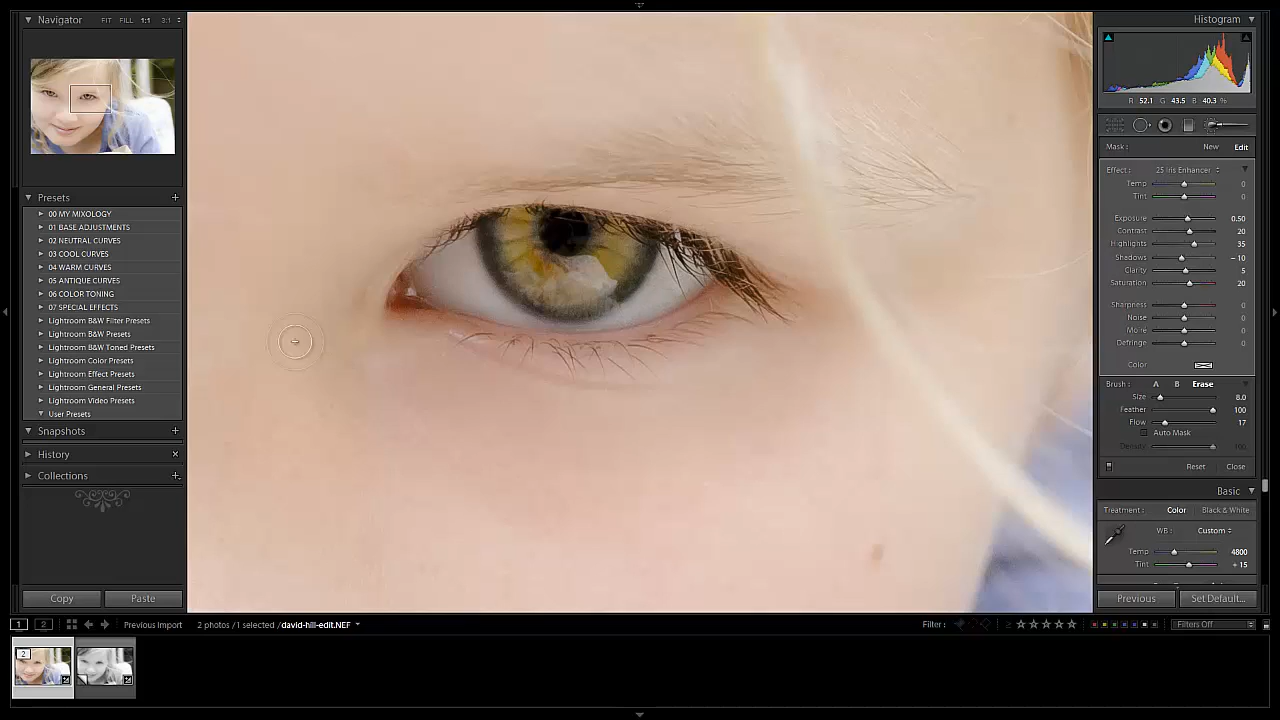 Navigator FIT FILL 1:1 3:1
Presets +
00 MY MIXOLOGY
01 BASE ADJUSTMENTS
02 NEUTRAL CURVES
03 COOL CURVES
04 WARM CURVES
05 ANTIQUE CURVES
06 COLOR TONING
07 SPECIAL EFFECTS
Lightroom B&W Filter Presets
Lightroom B&W Presets
Lightroom B&W Toned Presets
Lightroom Color Presets
Lightroom Effect Presets
Lightroom General Presets
Lightroom Video Presets
User Presets
Snapshots +
History ×
Collections +
Copy Paste
Histogram
R 52.1 G 43.5 B 40.3 %
Mask : New Edit
Effect : 25 Iris Enhancer
Temp 0
Tint 0
Exposure 0.50
Contrast 20
Highlights 35
Shadows – 10
Clarity 5
Saturation 20
Sharpness 0
Noise 0
Moiré 0
Defringe 0
Color
Brush : A B Erase
Size 8.0
Feather 100
Flow 17
Auto Mask
Density 100
Reset Close
Basic
Treatment : Color Black & White
WB : Custom
Temp 4800
Tint + 15
Previous Set Default...
1 2 Previous Import 2 photos /1 selected /david-hill-edit.NEF Filter : Filters Off
2